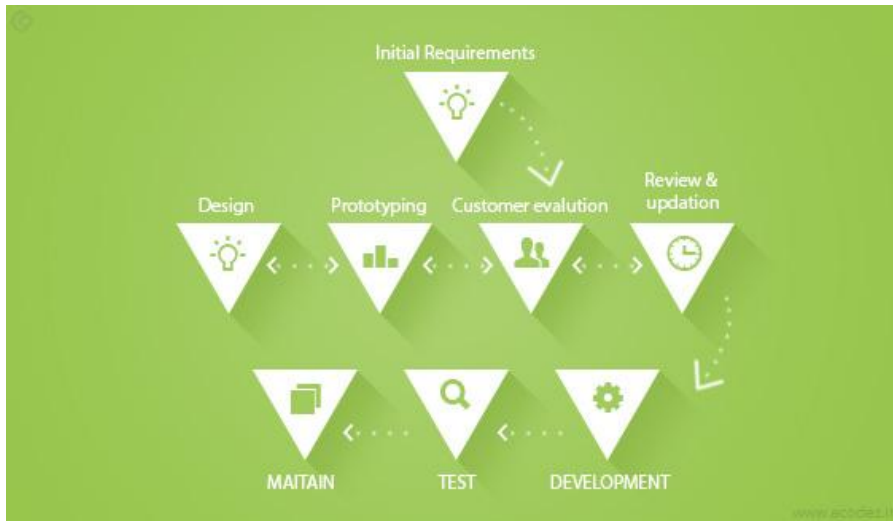 Initial Requirements
Design
Prototyping
Customer evalution
Review &
updation
MAITAIN
TEST
DEVELOPMENT